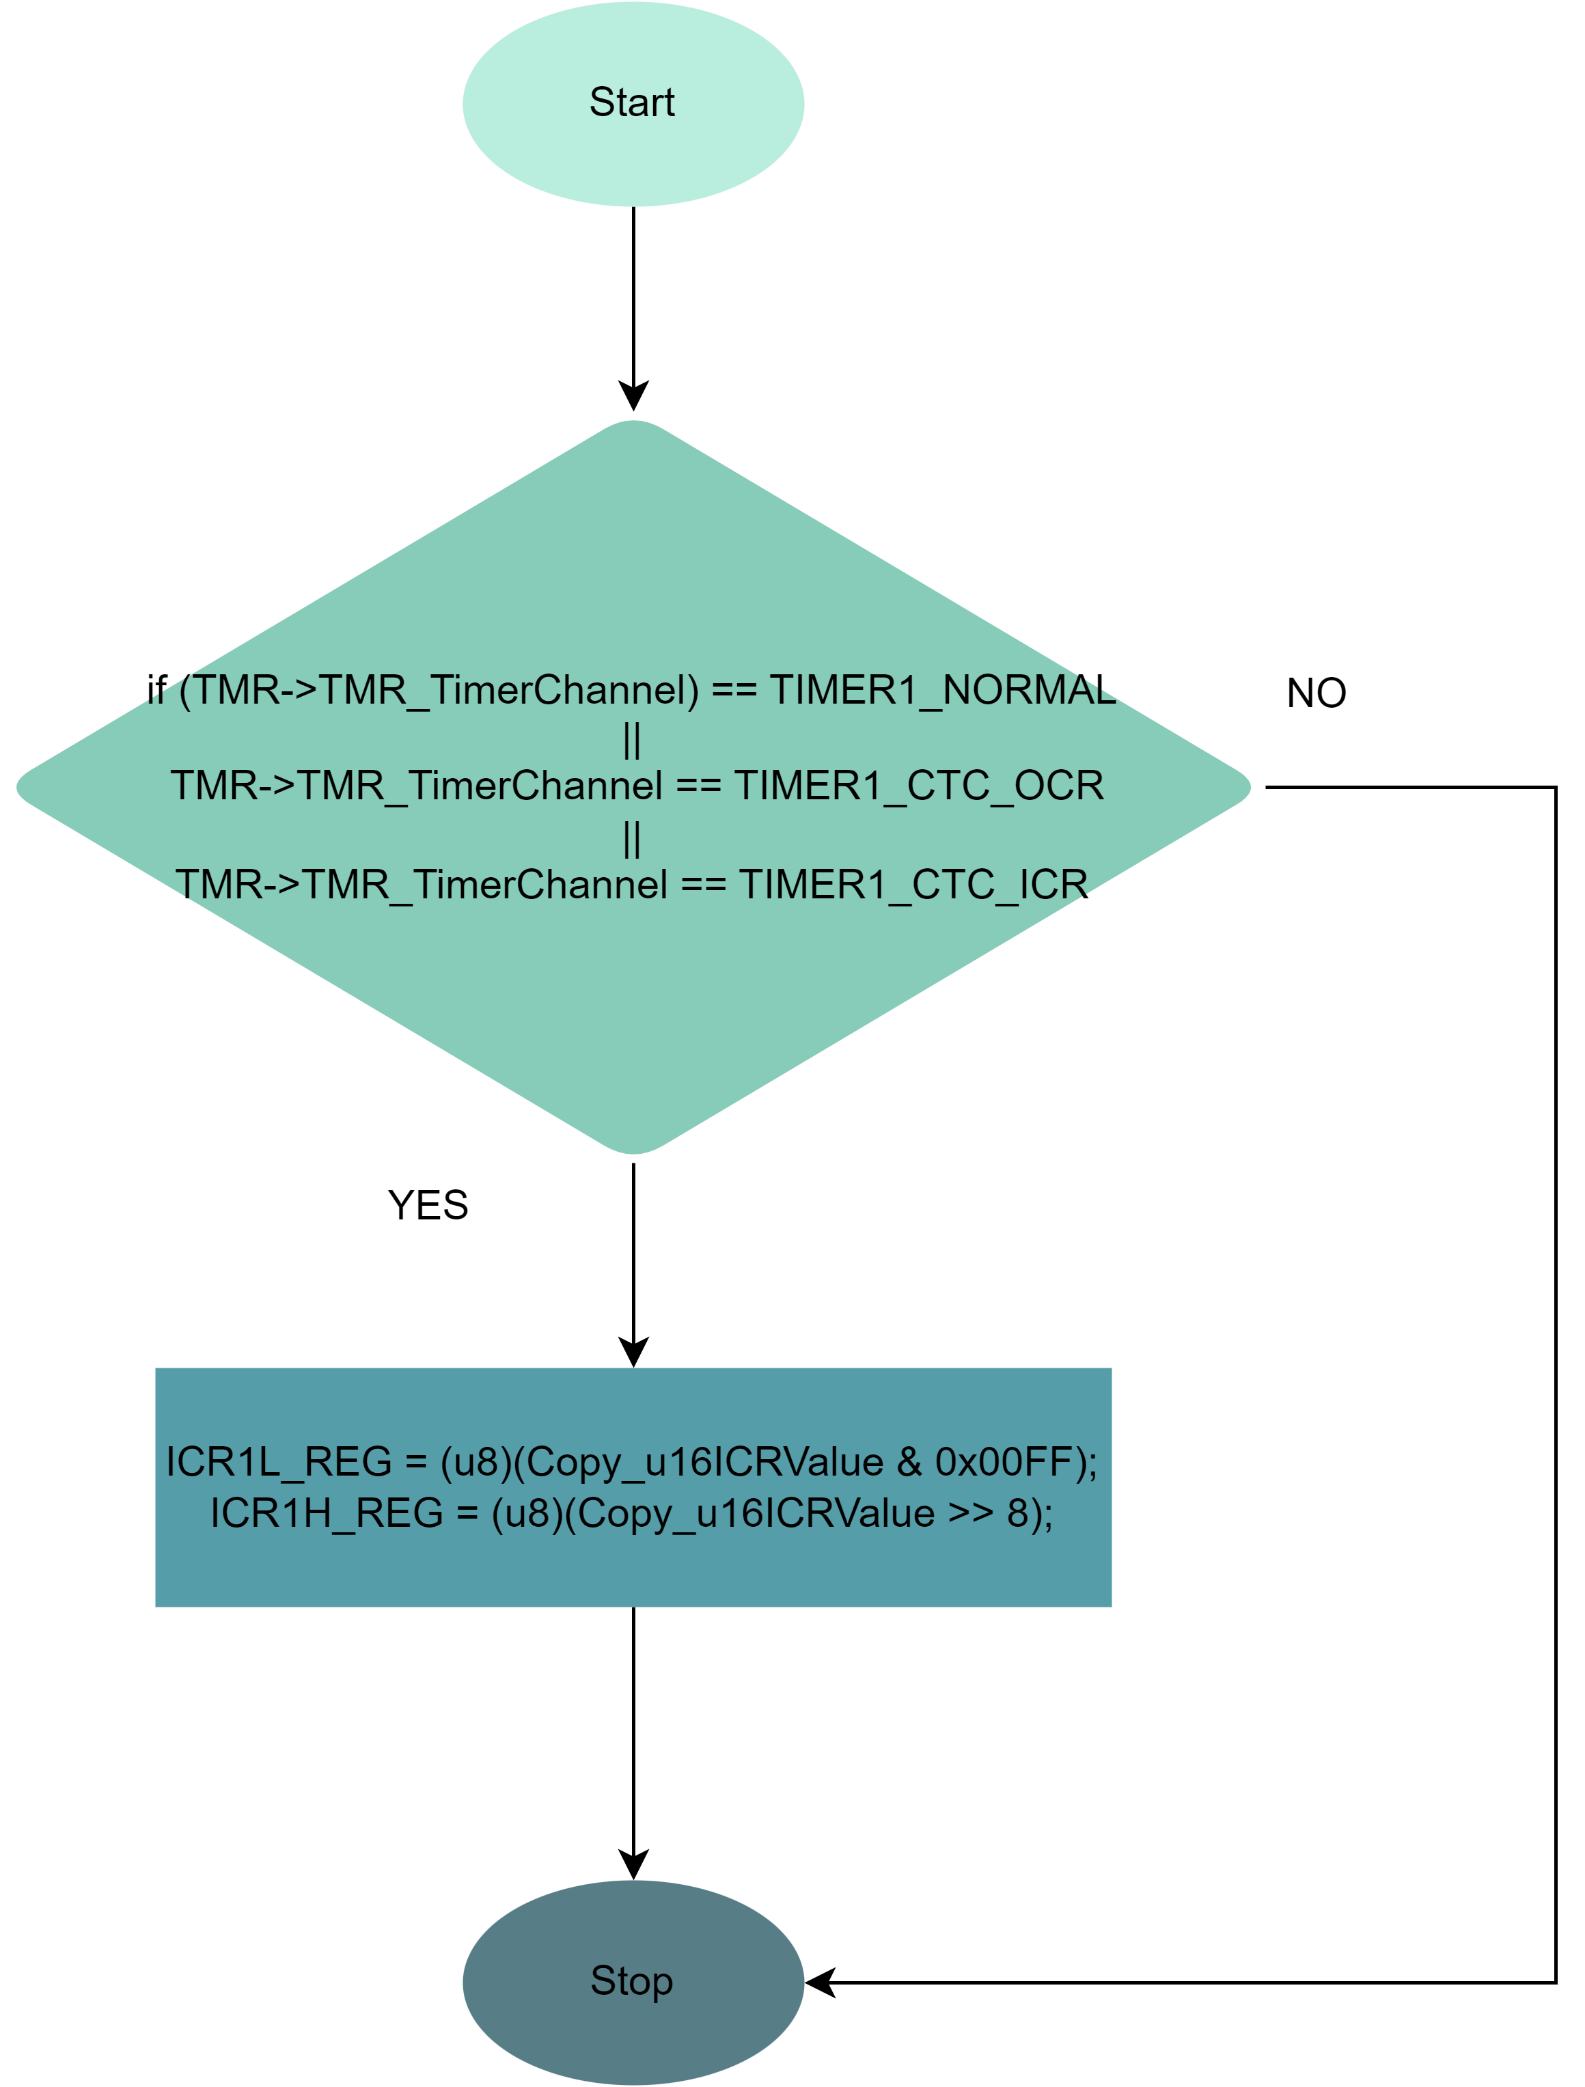 Start
if (TMR->TMR_TimerChannel) == TIMER1_NORMAL
||
TMR->TMR_TimerChannel == TIMER1_CTC_OCR
||
TMR->TMR_TimerChannel == TIMER1_CTC_ICR
NO
YES
ICR1L_REG = (u8)(Copy_u16ICRValue & 0x00FF);
ICR1H_REG = (u8)(Copy_u16ICRValue >> 8);
Stop